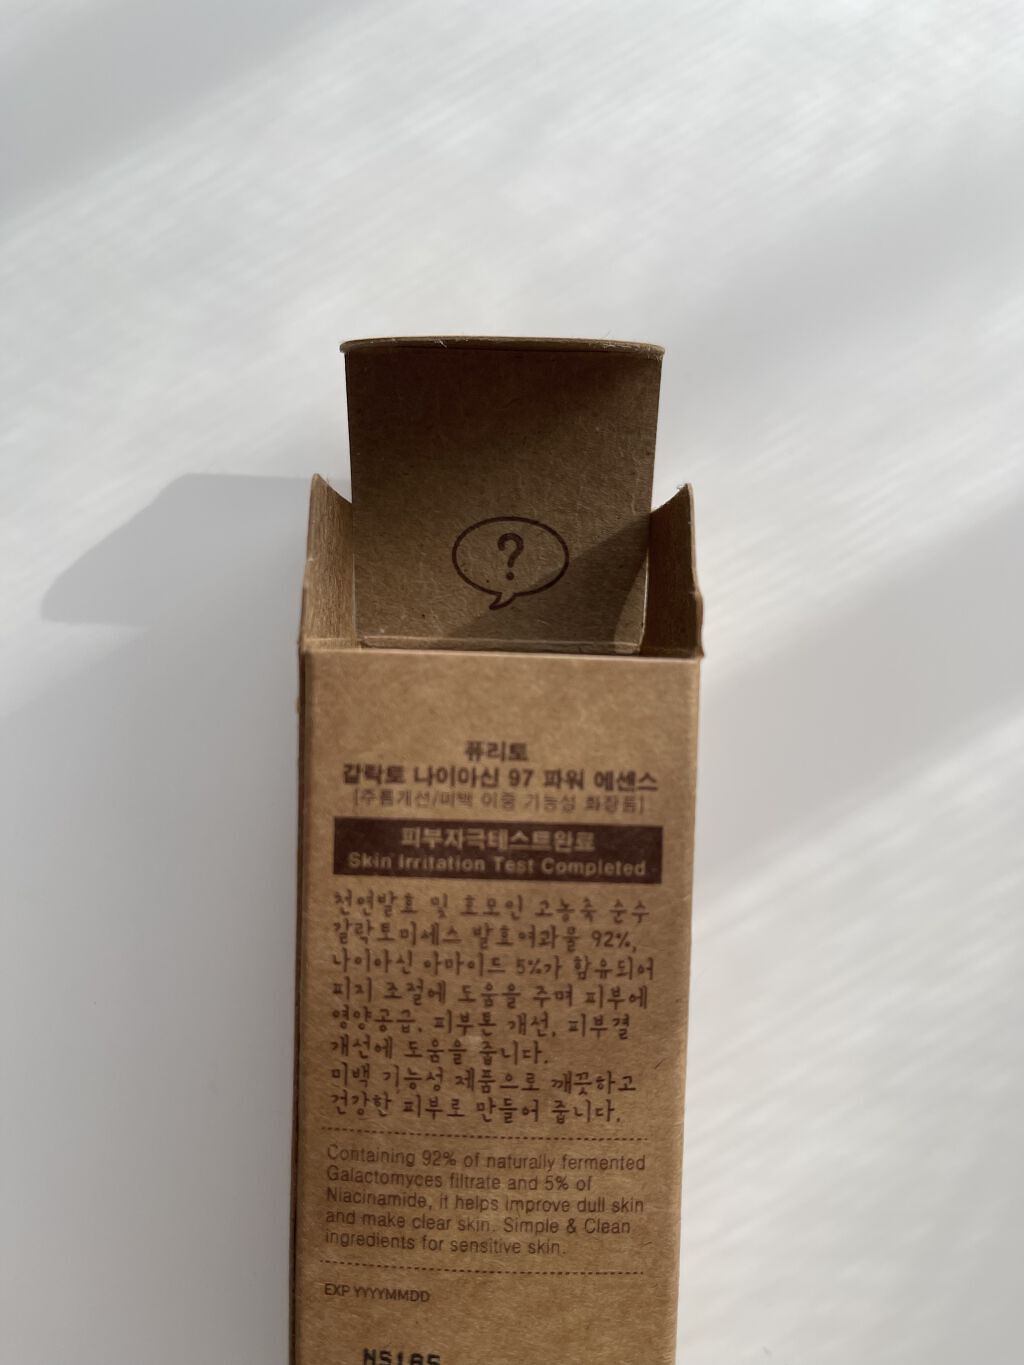 ?
퓨리토
갈락토 나이아신 97 파워 에센스
[주름개선/미백 이중 기능성 화장품]
피부자극테스트완료
Skin Irritation Test Completed
천연발효 및 효모인 고농축 순수
갈락토미세스 발효여과물 92%,
나이아신 아마이드 5%가 함유되어
피지 조절에 도움을 주며 피부에
영양공급, 피부톤 개선, 피부결
개선에 도움을 줍니다.
미백 기능성 제품으로 깨끗하고
건강한 피부로 만들어 줍니다.
Containing 92% of naturally fermented
Galactomyces filtrate and 5% of
Niacinamide, it helps improve dull skin
and make clear skin. Simple & Clean
ingredients for sensitive skin.
EXP YYYYMMDD